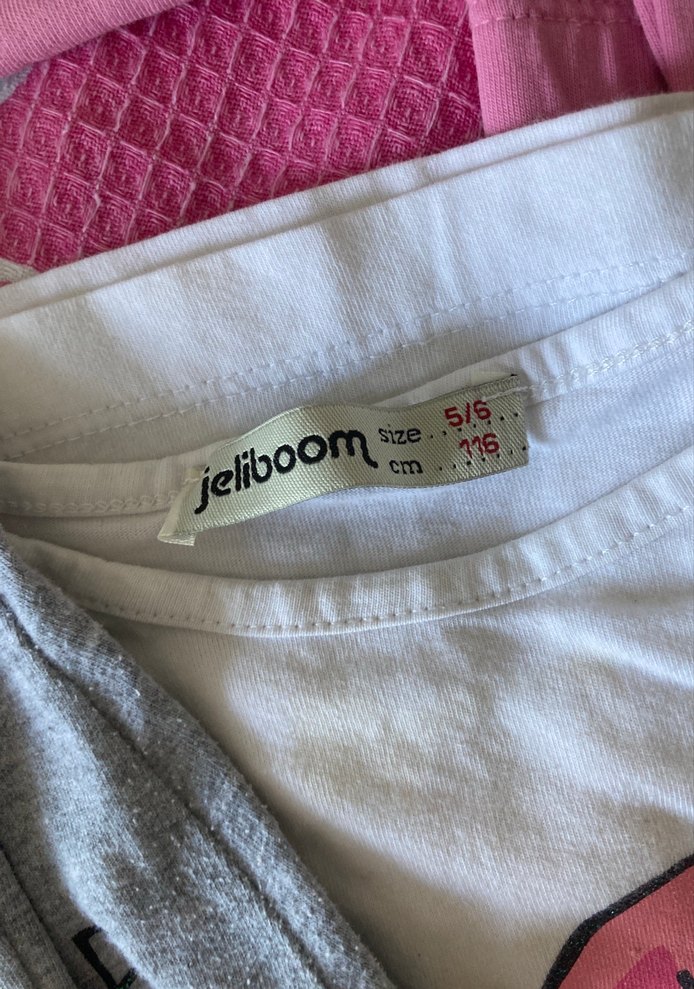 jeliboom
size . . 5/6 . .
cm . . 116 . .
D